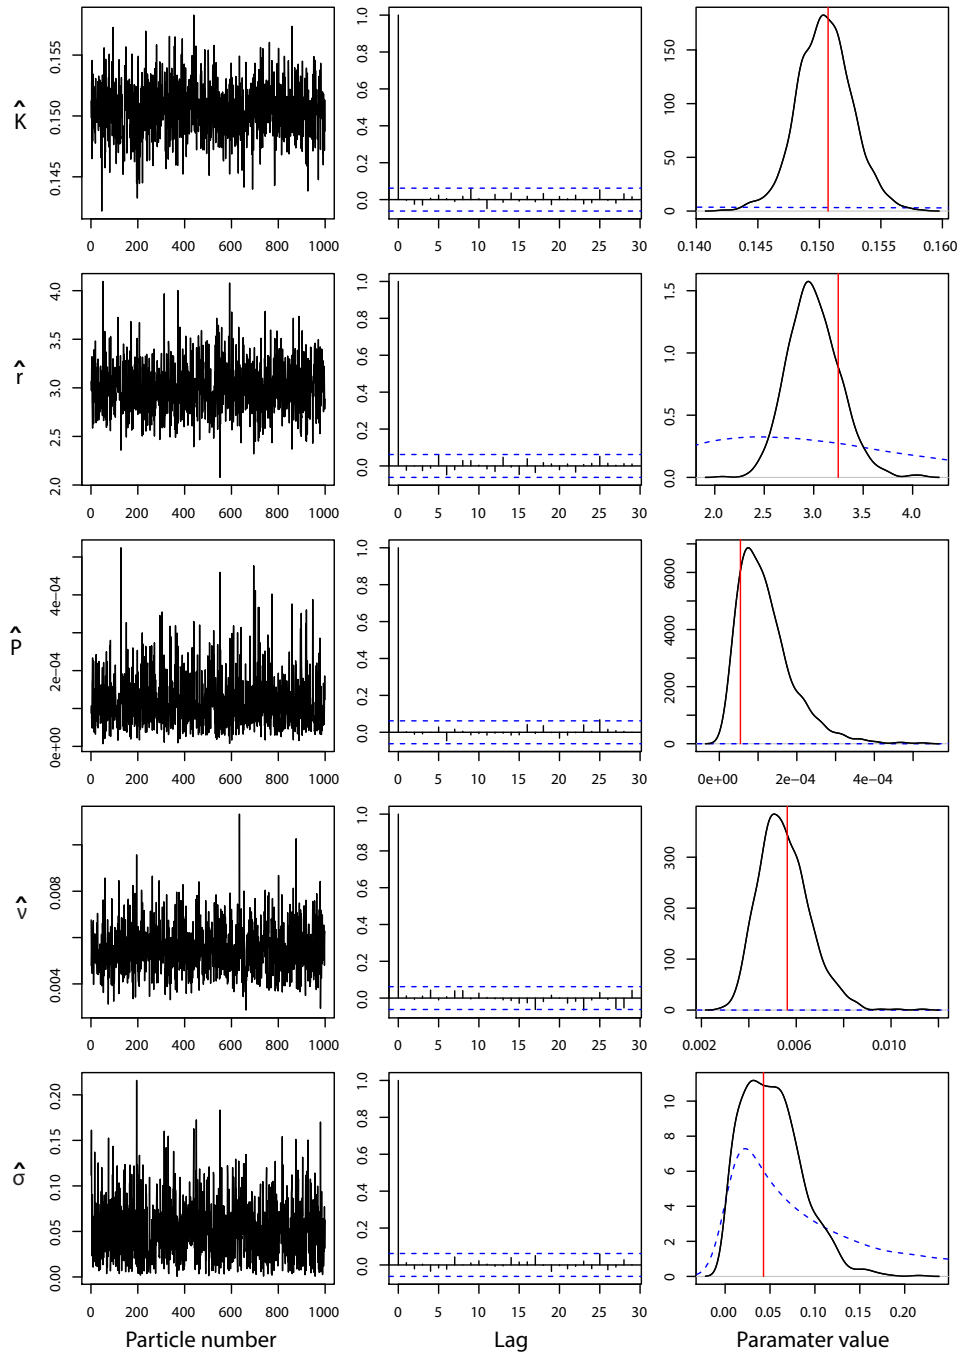 K̂
0.145 0.150 0.155
0 200 400 600 800 1000
0.0 0.2 0.4 0.6 0.8 1.0
0 5 10 15 20 25 30
0 50 100 150
0.140 0.145 0.150 0.155 0.160
r̂
2.0 2.5 3.0 3.5 4.0
0 200 400 600 800 1000
0.0 0.2 0.4 0.6 0.8 1.0
0 5 10 15 20 25 30
0.0 0.5 1.0 1.5
2.0 2.5 3.0 3.5 4.0
P̂
0e+00 2e−04 4e−04
0 200 400 600 800 1000
0.0 0.2 0.4 0.6 0.8 1.0
0 5 10 15 20 25 30
0 2000 4000 6000
0e+00 2e−04 4e−04
ν̂
0.004 0.008
0 200 400 600 800 1000
0.0 0.2 0.4 0.6 0.8 1.0
0 5 10 15 20 25 30
0 100 200 300
0.002 0.006 0.010
σ̂
0.00 0.05 0.10 0.15 0.20
0 200 400 600 800 1000
0.0 0.2 0.4 0.6 0.8 1.0
0 5 10 15 20 25 30
0 2 4 6 8 10
0.00 0.05 0.10 0.20
Particle number
Lag
Paramater value